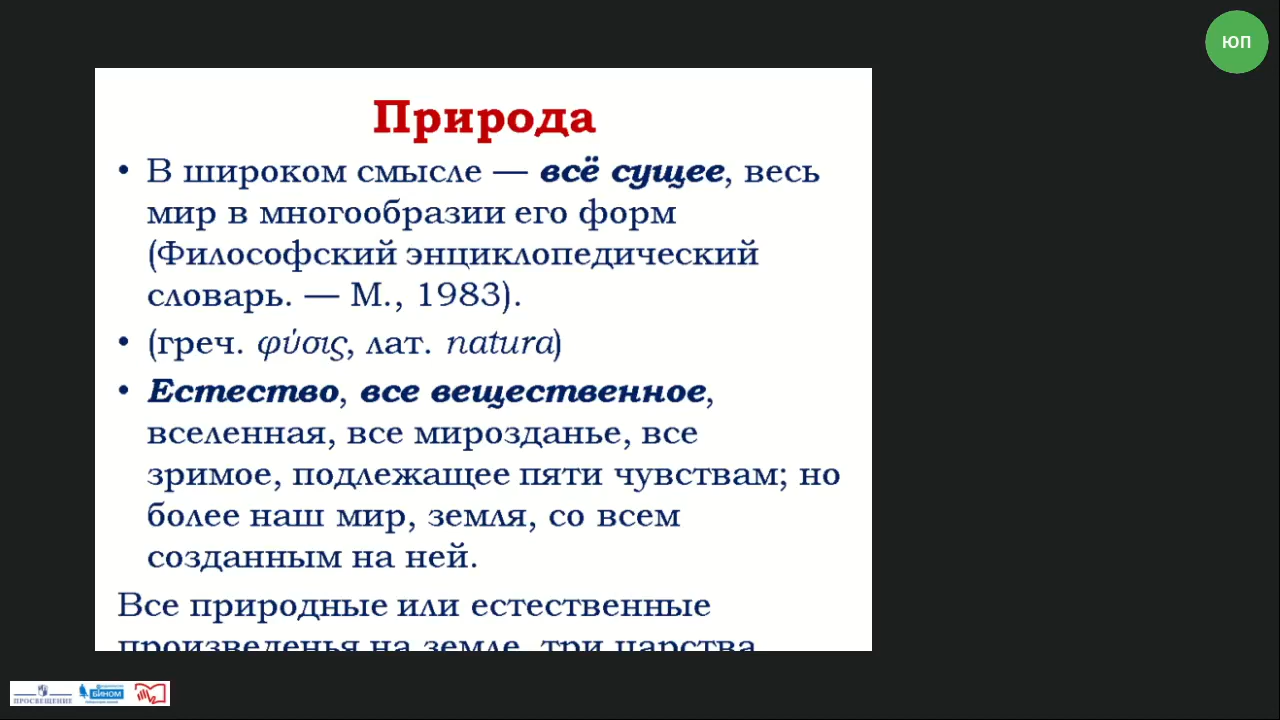 ЮП
Природа
• В широком смысле — всё сущее, весь
мир в многообразии его форм
(Философский энциклопедический
словарь. — М., 1983).
• (греч. φύσις, лат. natura)
• Естество, все вещественное,
вселенная, все мирозданье, все
зримое, подлежащее пяти чувствам; но
более наш мир, земля, со всем
созданным на ней.
Все природные или естественные
произведенья на земле, три царства
ПРОСВЕЩЕНИЕ
БИНОМ